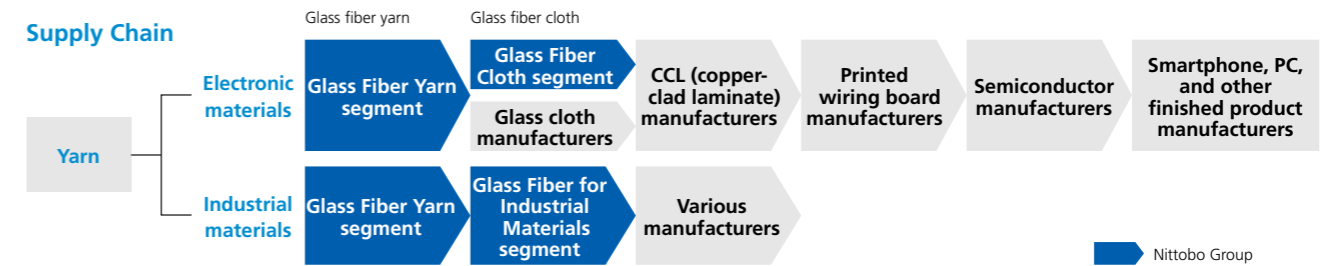 Supply Chain
Glass fiber yarn
Glass fiber cloth
Yarn
Electronic
materials
Glass Fiber Yarn
segment
Glass Fiber
Cloth segment
Glass cloth
manufacturers
CCL (copper-
clad laminate)
manufacturers
Printed
wiring board
manufacturers
Semiconductor
manufacturers
Smartphone, PC,
and other
finished product
manufacturers
Industrial
materials
Glass Fiber Yarn
segment
Glass Fiber for
Industrial
Materials
segment
Various
manufacturers
Nittobo Group